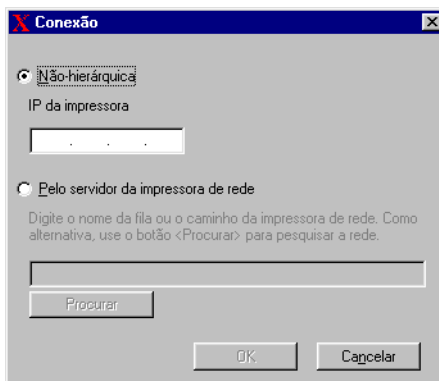 Conexão
Não-hierárquica
IP da impressora
. . .
Pelo servidor da impressora de rede
Digite o nome da fila ou o caminho da impressora de rede. Como
alternativa, use o botão <Procurar> para pesquisar a rede.
Procurar
OK
Cancelar